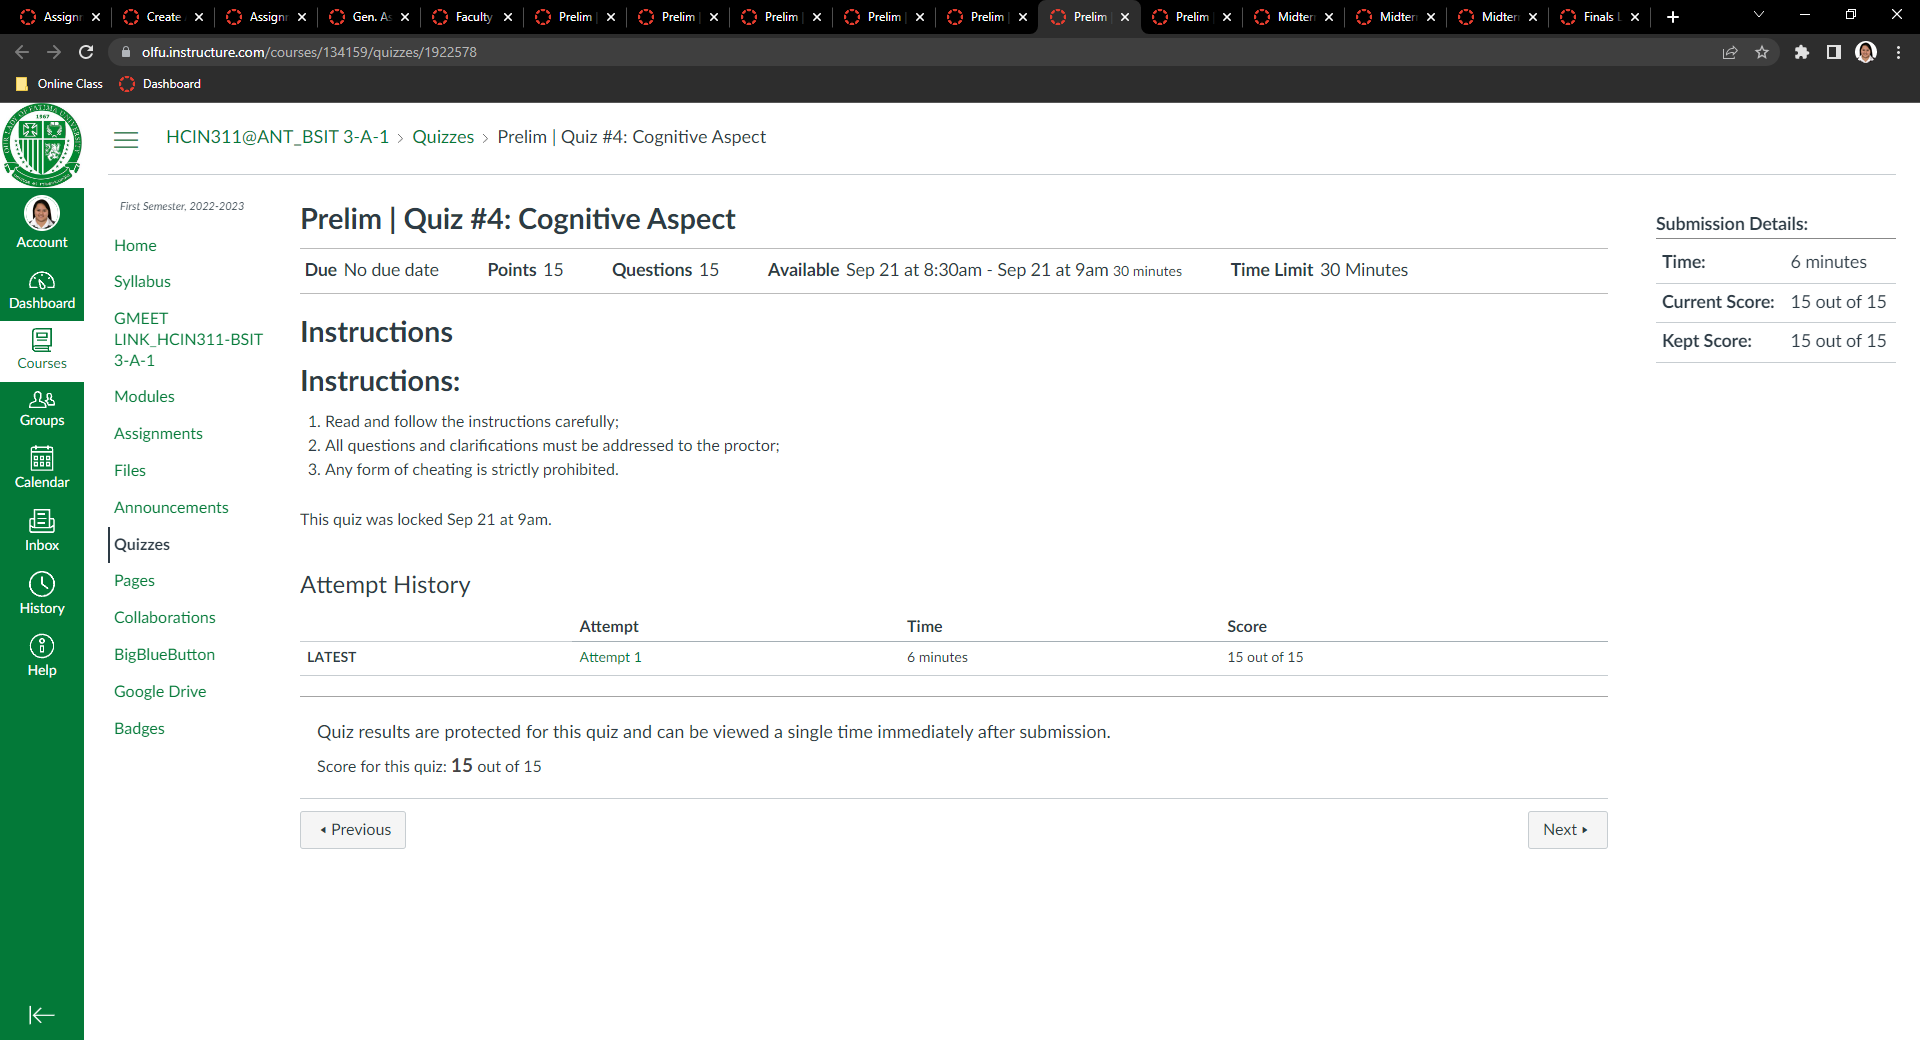 Assignr
Create
Assignr
Gen. As
Faculty
Prelim |
Prelim |
Prelim |
Prelim |
Prelim |
Prelim |
Prelim
Midterr
Midterr
Midterr
Finals L
olfu.instructure.com/courses/134159/quizzes/1922578
Online Class
Dashboard
1967
HCIN311@ANT_BSIT 3-A-1 › Quizzes › Prelim | Quiz #4: Cognitive Aspect
Account
Dashboard
Courses
Groups
Calendar
Inbox
History
Help
First Semester, 2022-2023
Home
Syllabus
GMEET
LINK_HCIN311-BSIT
3-A-1
Modules
Assignments
Files
Announcements
Quizzes
Pages
Collaborations
BigBlueButton
Google Drive
Badges
Prelim | Quiz #4: Cognitive Aspect
Due No due date Points 15 Questions 15 Available Sep 21 at 8:30am - Sep 21 at 9am 30 minutes Time Limit 30 Minutes
Instructions
Instructions:
1. Read and follow the instructions carefully;
2. All questions and clarifications must be addressed to the proctor;
3. Any form of cheating is strictly prohibited.
This quiz was locked Sep 21 at 9am.
Attempt History
Attempt Time Score
LATEST Attempt 1 6 minutes 15 out of 15
Quiz results are protected for this quiz and can be viewed a single time immediately after submission.
Score for this quiz: 15 out of 15
Previous
Next
Submission Details:
Time: 6 minutes
Current Score: 15 out of 15
Kept Score: 15 out of 15